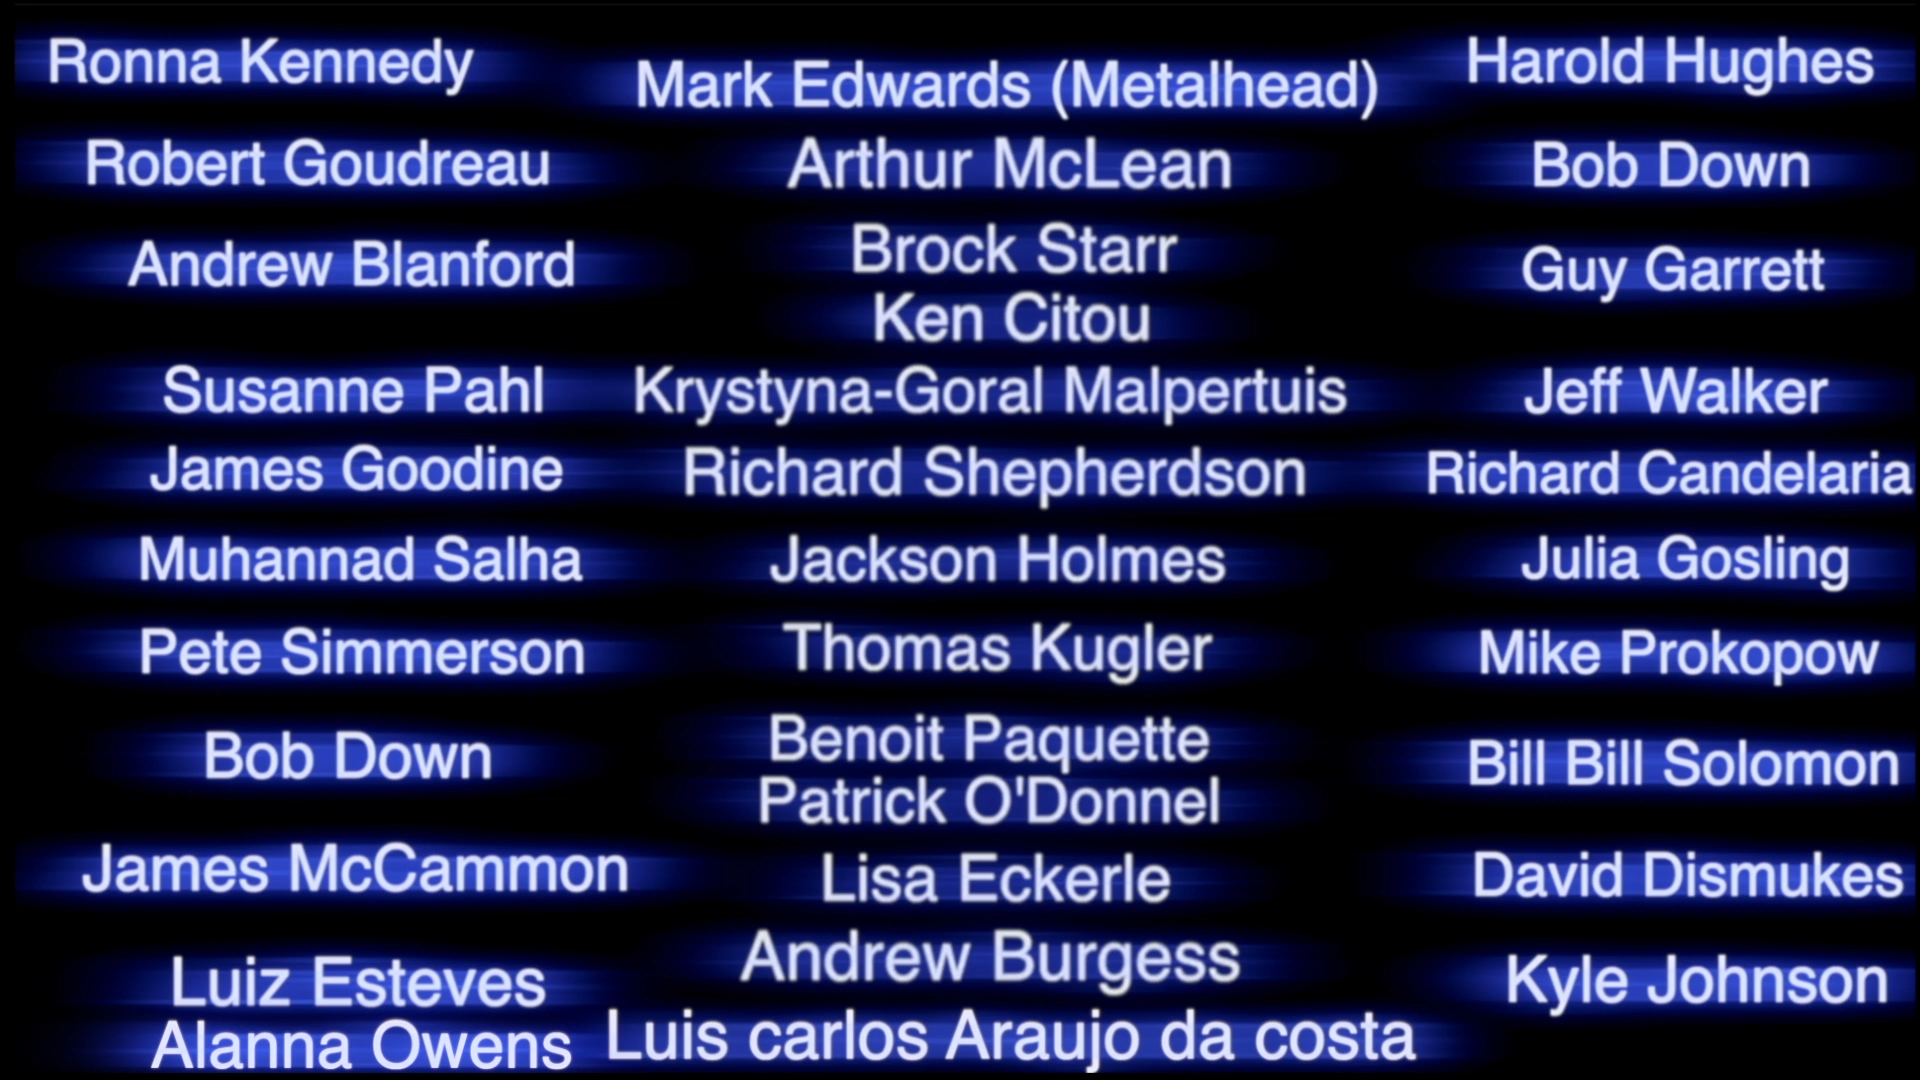 Ronna Kennedy
Robert Goudreau
Andrew Blanford
Susanne Pahl
James Goodine
Muhannad Salha
Pete Simmerson
Bob Down
James McCammon
Luiz Esteves
Alanna Owens
Mark Edwards (Metalhead)
Arthur McLean
Brock Starr
Ken Citou
Krystyna-Goral Malpertuis
Richard Shepherdson
Jackson Holmes
Thomas Kugler
Benoit Paquette
Patrick O'Donnel
Lisa Eckerle
Andrew Burgess
Luis carlos Araujo da costa
Harold Hughes
Bob Down
Guy Garrett
Jeff Walker
Richard Candelaria
Julia Gosling
Mike Prokopow
Bill Bill Solomon
David Dismukes
Kyle Johnson